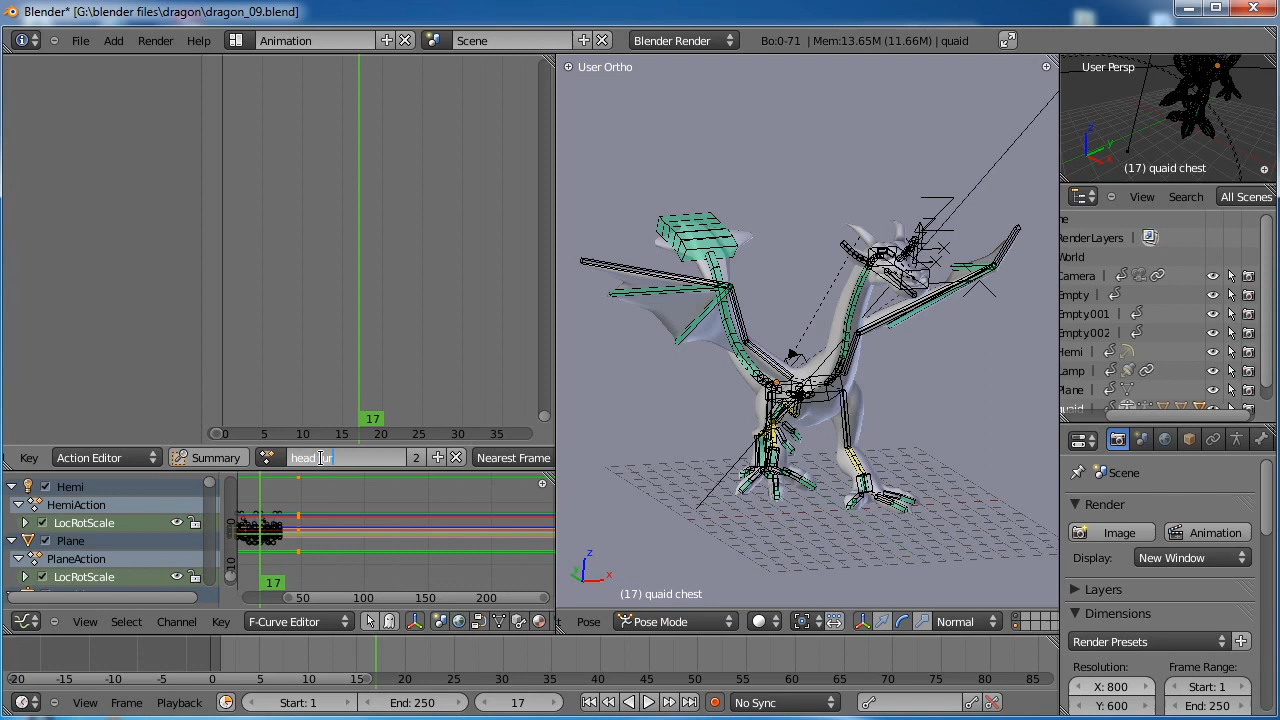 Blender* [G:\blender files\dragon\dragon_09.blend]
File Add Render Help Animation Scene Blender Render Bo:0-71 | Mem:13.65M (11.66M) | quaid
User Ortho
User Persp
(17) quaid chest
View Search All Scenes
RenderLayers |
World
Camera |
Empty |
Empty.001 |
Empty.002 |
Hemi |
Lamp |
Plane |
quaid
17
0 5 10 15 20 25 30 35
Key Action Editor Summary head tur 2 Nearest Frame
Hemi
HemiAction
LocRotScale
Plane
PlaneAction
LocRotScale
17
50 100 150 200
z
x
(17) quaid chest
View Select Channel Key F-Curve Editor
Pose Pose Mode Normal
Scene
Render
Image Animation
Display: New Window
Layers
Dimensions
Render Presets
Resolution: Frame Range:
X: 800 Start: 1
Y: 600 End: 250
-20 -15 -10 -5 0 5 10 15 20 25 30 35 40 45 50 55 60 65 70 75 80 85
View Frame Playback Start: 1 End: 250 17 No Sync